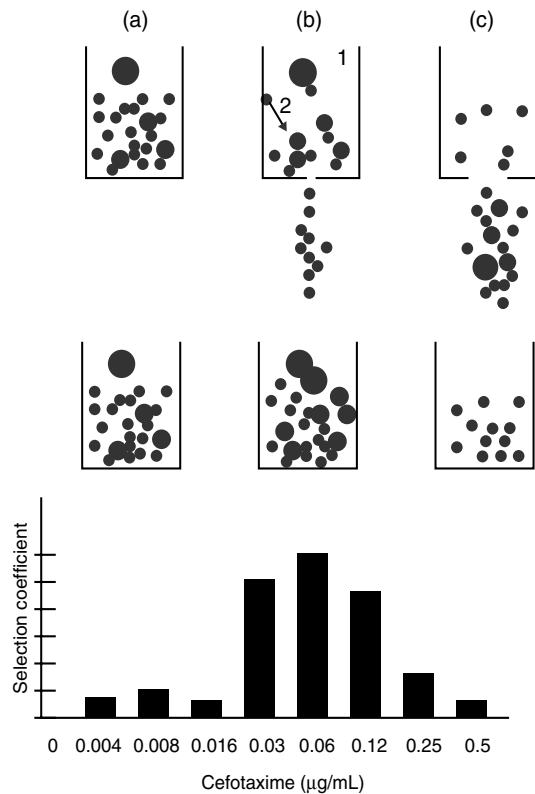 (a) (b) (c)
1
2
Selection coefficient
0 0.004 0.008 0.016 0.03 0.06 0.12 0.25 0.5
Cefotaxime (μg/mL)